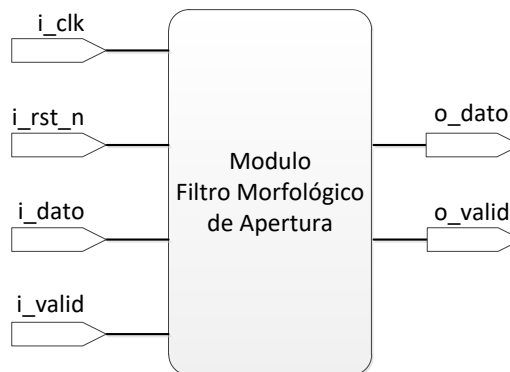 i_clk
i_rst_n
i_dato
i_valid
Modulo
Filtro Morfológico
de Apertura
o_dato
o_valid